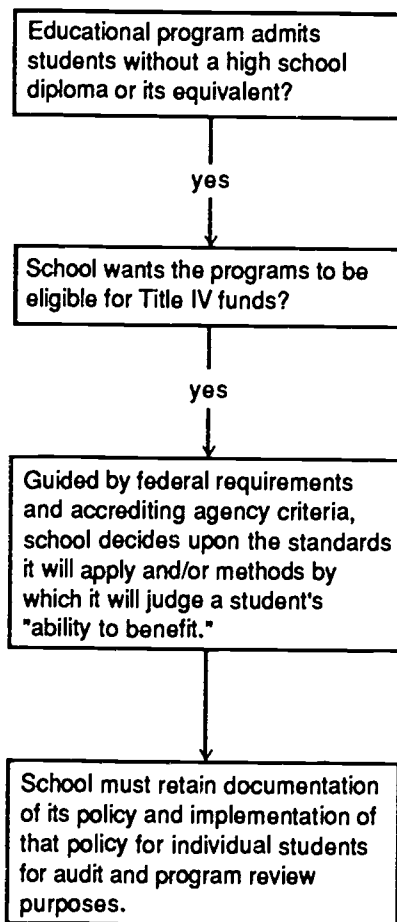 Educational program admits
students without a high school
diploma or its equivalent?
yes
School wants the programs to be
eligible for Title IV funds?
yes
Guided by federal requirements
and accrediting agency criteria,
school decides upon the standards
it will apply and/or methods by
which it will judge a student's
"ability to benefit."
School must retain documentation
of its policy and implementation of
that policy for individual students
for audit and program review
purposes.